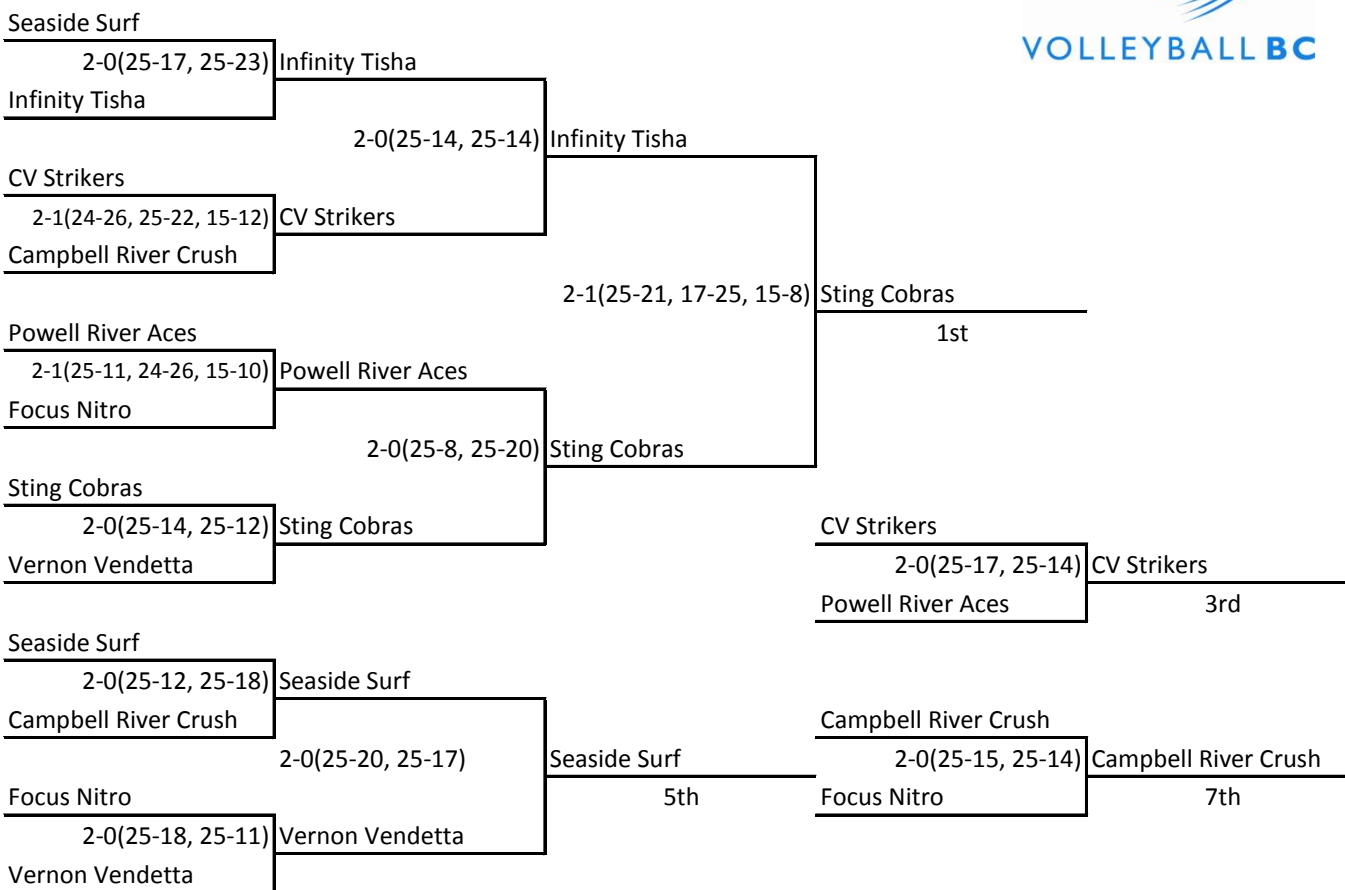 VOLLEYBALL BC
Seaside Surf
2-0(25-17, 25-23) Infinity Tisha
Infinity Tisha
2-0(25-14, 25-14) Infinity Tisha
CV Strikers
2-1(24-26, 25-22, 15-12) CV Strikers
Campbell River Crush
2-1(25-21, 17-25, 15-8) Sting Cobras
Powell River Aces 1st
2-1(25-11, 24-26, 15-10) Powell River Aces
Focus Nitro
2-0(25-8, 25-20) Sting Cobras
Sting Cobras
2-0(25-14, 25-12) Sting Cobras CV Strikers
Vernon Vendetta 2-0(25-17, 25-14) CV Strikers
Powell River Aces 3rd
Seaside Surf
2-0(25-12, 25-18) Seaside Surf
Campbell River Crush Campbell River Crush
2-0(25-20, 25-17) Seaside Surf 2-0(25-15, 25-14) Campbell River Crush
Focus Nitro 5th Focus Nitro 7th
2-0(25-18, 25-11) Vernon Vendetta
Vernon Vendetta